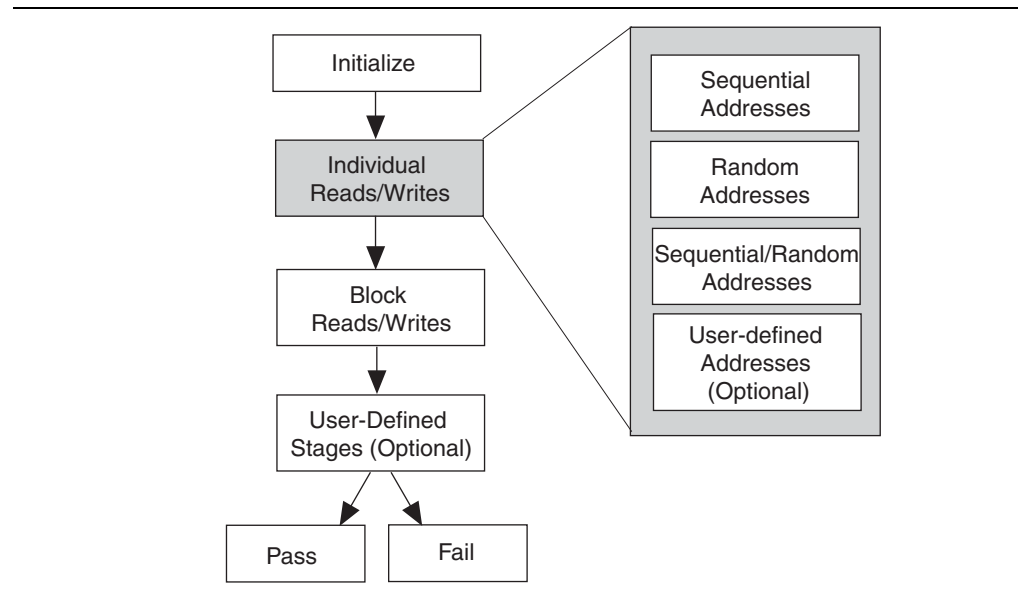 Initialize
Individual
Reads/Writes
Block
Reads/Writes
User-Defined
Stages (Optional)
Pass
Fail
Sequential
Addresses
Random
Addresses
Sequential/Random
Addresses
User-defined
Addresses
(Optional)